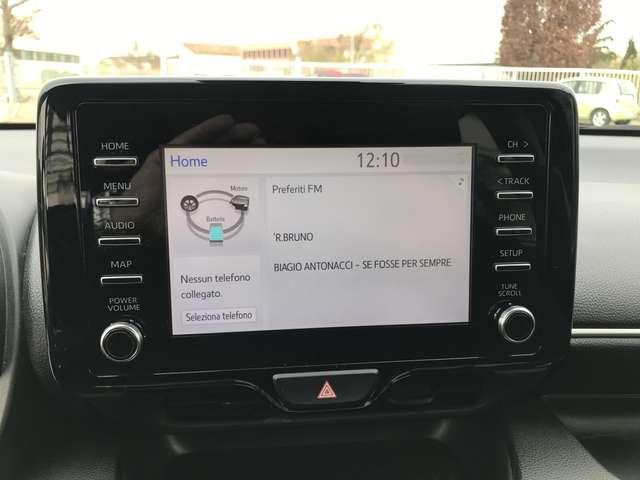 HOME
MENU
AUDIO
MAP
POWER
VOLUME
Home
12:10
Motore
Batteria
Nessun telefono
collegato.
Seleziona telefono
Preferiti FM
'R.BRUNO
BIAGIO ANTONACCI - SE FOSSE PER SEMPRE
CH >
< TRACK
PHONE
SETUP
TUNE
SCROLL